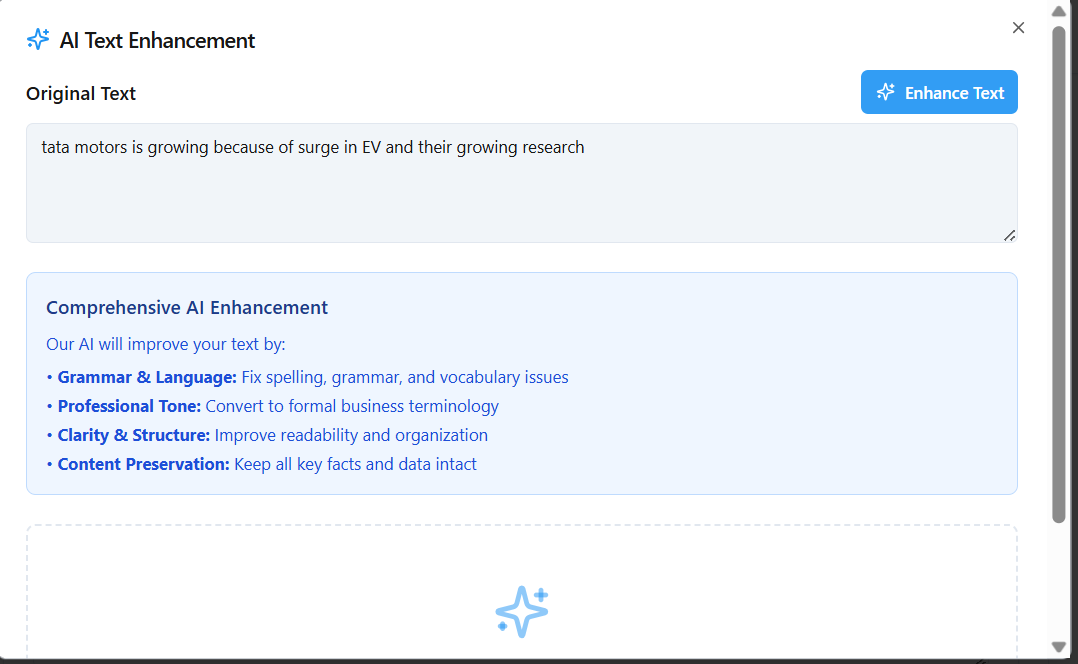 AI Text Enhancement
Original Text
Enhance Text
tata motors is growing because of surge in EV and their growing research
Comprehensive AI Enhancement
Our AI will improve your text by:
• Grammar & Language: Fix spelling, grammar, and vocabulary issues
• Professional Tone: Convert to formal business terminology
• Clarity & Structure: Improve readability and organization
• Content Preservation: Keep all key facts and data intact